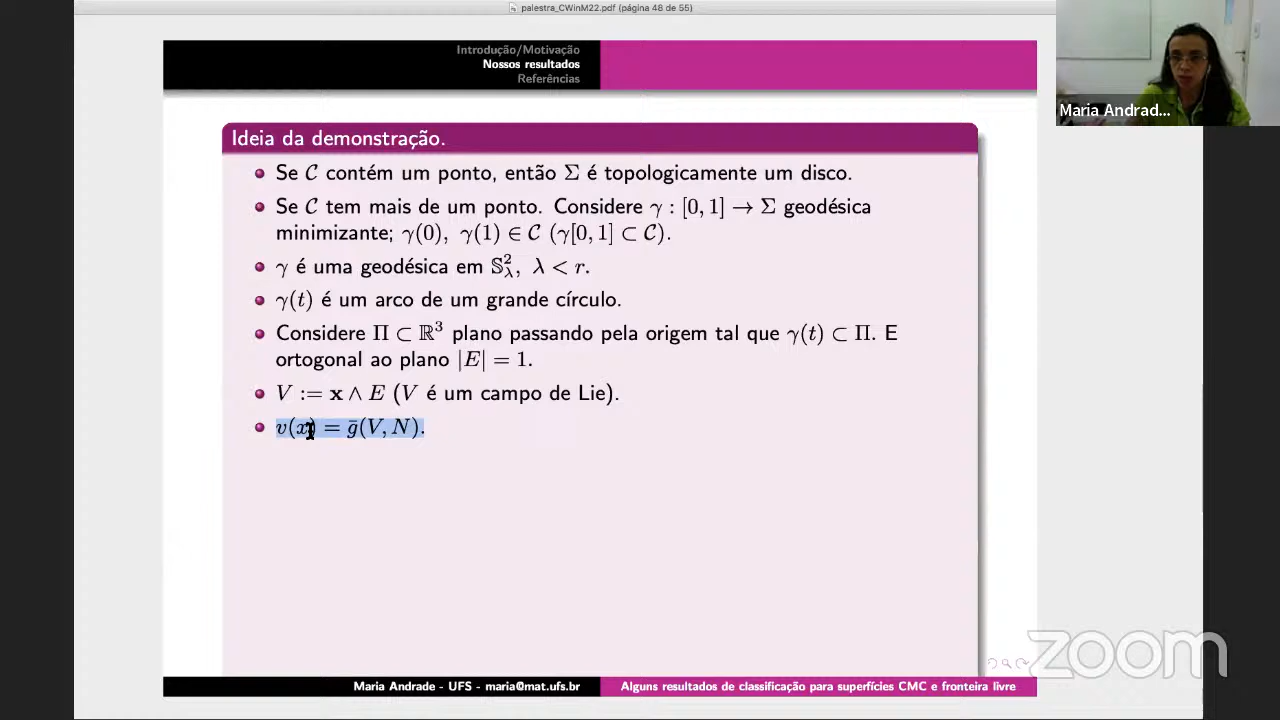 palestra_CWinM22.pdf (página 48 de 55)
Introdução/Motivação
Nossos resultados
Referências
Maria Andrad...
Ideia da demonstração.
Se 𝒞 contém um ponto, então Σ é topologicamente um disco.
Se 𝒞 tem mais de um ponto. Considere γ : [0, 1] → Σ geodésica
minimizante; γ(0), γ(1) ∈ 𝒞 (γ[0, 1] ⊂ 𝒞).
γ é uma geodésica em 𝕊²_λ, λ < r.
γ(t) é um arco de um grande círculo.
Considere Π ⊂ ℝ³ plano passando pela origem tal que γ(t) ⊂ Π. E
ortogonal ao plano |E| = 1.
V := 𝐱 ∧ E (V é um campo de Lie).
v(x) = ḡ(V, N).
zoom
Maria Andrade - UFS - maria@mat.ufs.br
Alguns resultados de classificação para superfícies CMC e fronteira livre